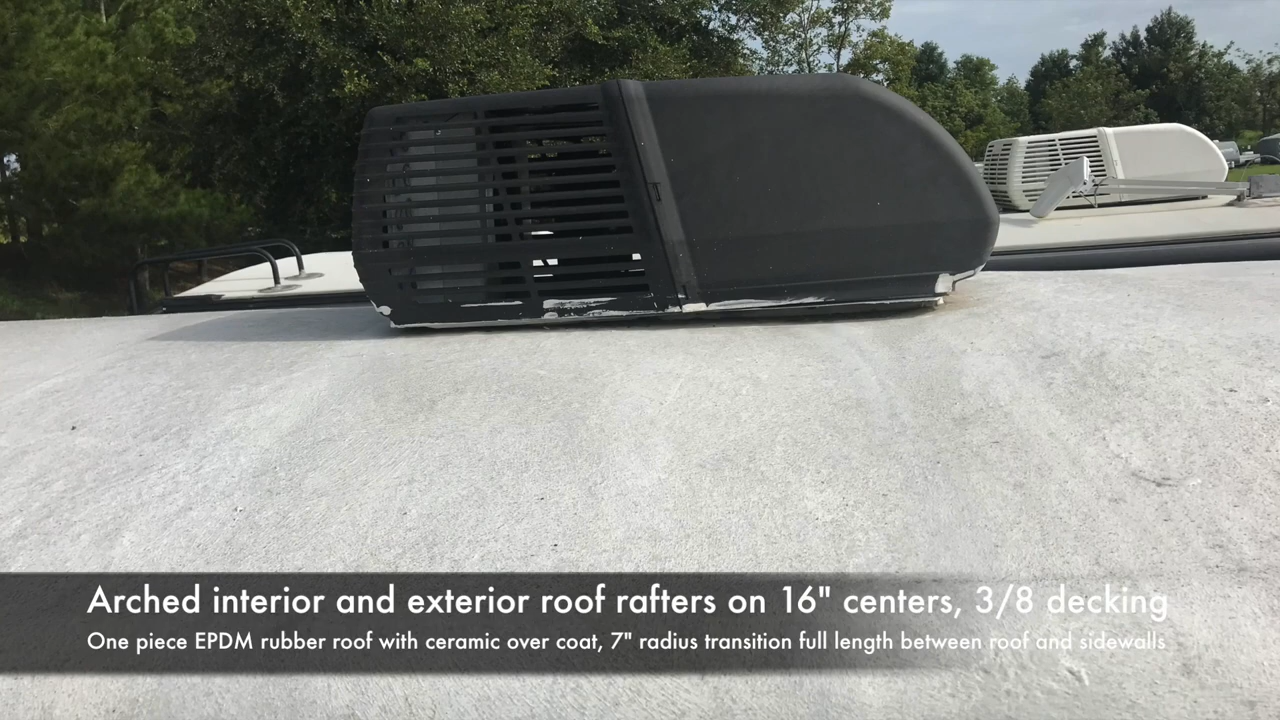 Arched interior and exterior roof rafters on 16" centers, 3/8 decking
One piece EPDM rubber roof with ceramic over coat, 7" radius transition full length between roof and sidewalls